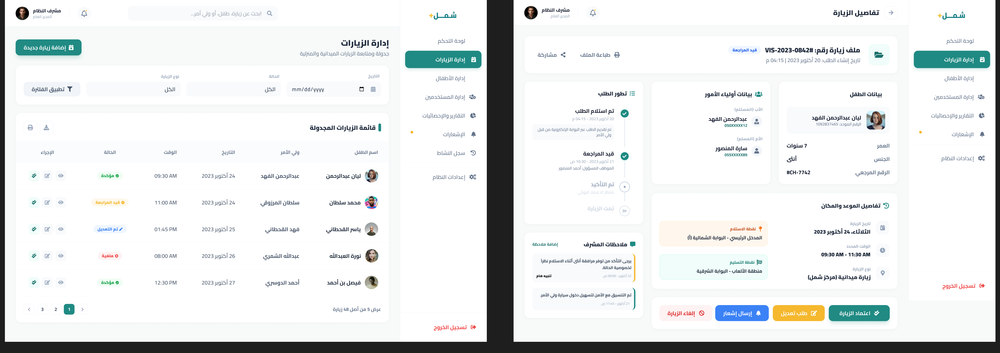 شمـــل+
تفاصيل الزيارة
مشرف النظام
المدير العام
لوحة التحكم
إدارة الزيارات
إدارة الأطفال
إدارة المستخدمين
التقارير والإحصائيات
الإشعارات
إعدادات النظام
تسجيل الخروج
ملف زيارة رقم: #VIS-2023-0842
قيد المراجعة
تاريخ إنشاء الطلب: 20 أكتوبر 2023 | 04:15 م
طباعة الملف
مشاركة
بيانات الطفل
ليان عبدالرحمن الفهد
الرقم الموحد: 1092837465
العمر 7 سنوات
الجنس أنثى
الرقم المرجعي #CH-7742
بيانات أولياء الأمور
الأب (المستلم)
عبدالرحمن الفهد
050XXXXX12
الأم (المسلم)
سارة المنصور
055XXXXX89
تطور الطلب
تم استلام الطلب
20 أكتوبر 2023 - 04:15 م
تم تقديم الطلب عبر البوابة الإلكترونية من قبل
ولي الأمر
قيد المراجعة
21 أكتوبر 2023 - 10:30 ص
الموظف المسؤول: أحمد المنصور
تم التأكيد
بانتظار الاعتماد النهائي
تمت الزيارة
تفاصيل الموعد والمكان
تاريخ الزيارة
الثلاثاء، 24 أكتوبر 2023
الوقت المحدد
09:30 AM - 11:30 AM
نوع الزيارة
زيارة ميدانية (مركز شمل)
نقطة الاستلام
المدخل الرئيسي - البوابة الشمالية (أ)
نقطة التسليم
منطقة الألعاب - البوابة الشرقية
ملاحظات المشرف
إضافة ملاحظة
يرجى التأكد من توفر مرافقة أنثى أثناء الاستلام نظراً
لخصوصية الحالة.
22 أكتوبر - 09:00 ص
تنبيه هام
تم التنسيق مع الأمن لتسهيل دخول سيارة ولي الأمر.
21 أكتوبر - 11:45 ص
اعتماد الزيارة
طلب تعديل
إرسال إشعار
إلغاء الزيارة
شمـــل+
ابحث عن زيارة، طفل، أو ولي أمر...
مشرف النظام
المدير العام
لوحة التحكم
إدارة الزيارات
إدارة الأطفال
إدارة المستخدمين
التقارير والإحصائيات
الإشعارات
سجل النشاط
إعدادات النظام
تسجيل الخروج
إدارة الزيارات
جدولة ومتابعة الزيارات الميدانية والمنزلية
إضافة زيارة جديدة
التاريخ
mm/dd/yyyy
الحالة
الكل
نوع الزيارة
الكل
تطبيق الفلترة
قائمة الزيارات المجدولة
اسم الطفل ولي الأمر التاريخ الوقت الحالة الإجراء
ليان عبدالرحمن عبدالرحمن الفهد 24 أكتوبر 2023 09:30 AM مؤكدة
محمد سلطان سلطان المرزوقي 24 أكتوبر 2023 11:00 AM قيد المراجعة
ياسر القحطاني فهد القحطاني 25 أكتوبر 2023 01:45 PM تم التعديل
نورة العبدالله عبدالله الشمري 26 أكتوبر 2023 08:00 AM ملغية
فيصل بن أحمد أحمد الدوسري 27 أكتوبر 2023 12:30 PM مؤكدة
عرض 5 من أصل 48 زيارة
1 2 3